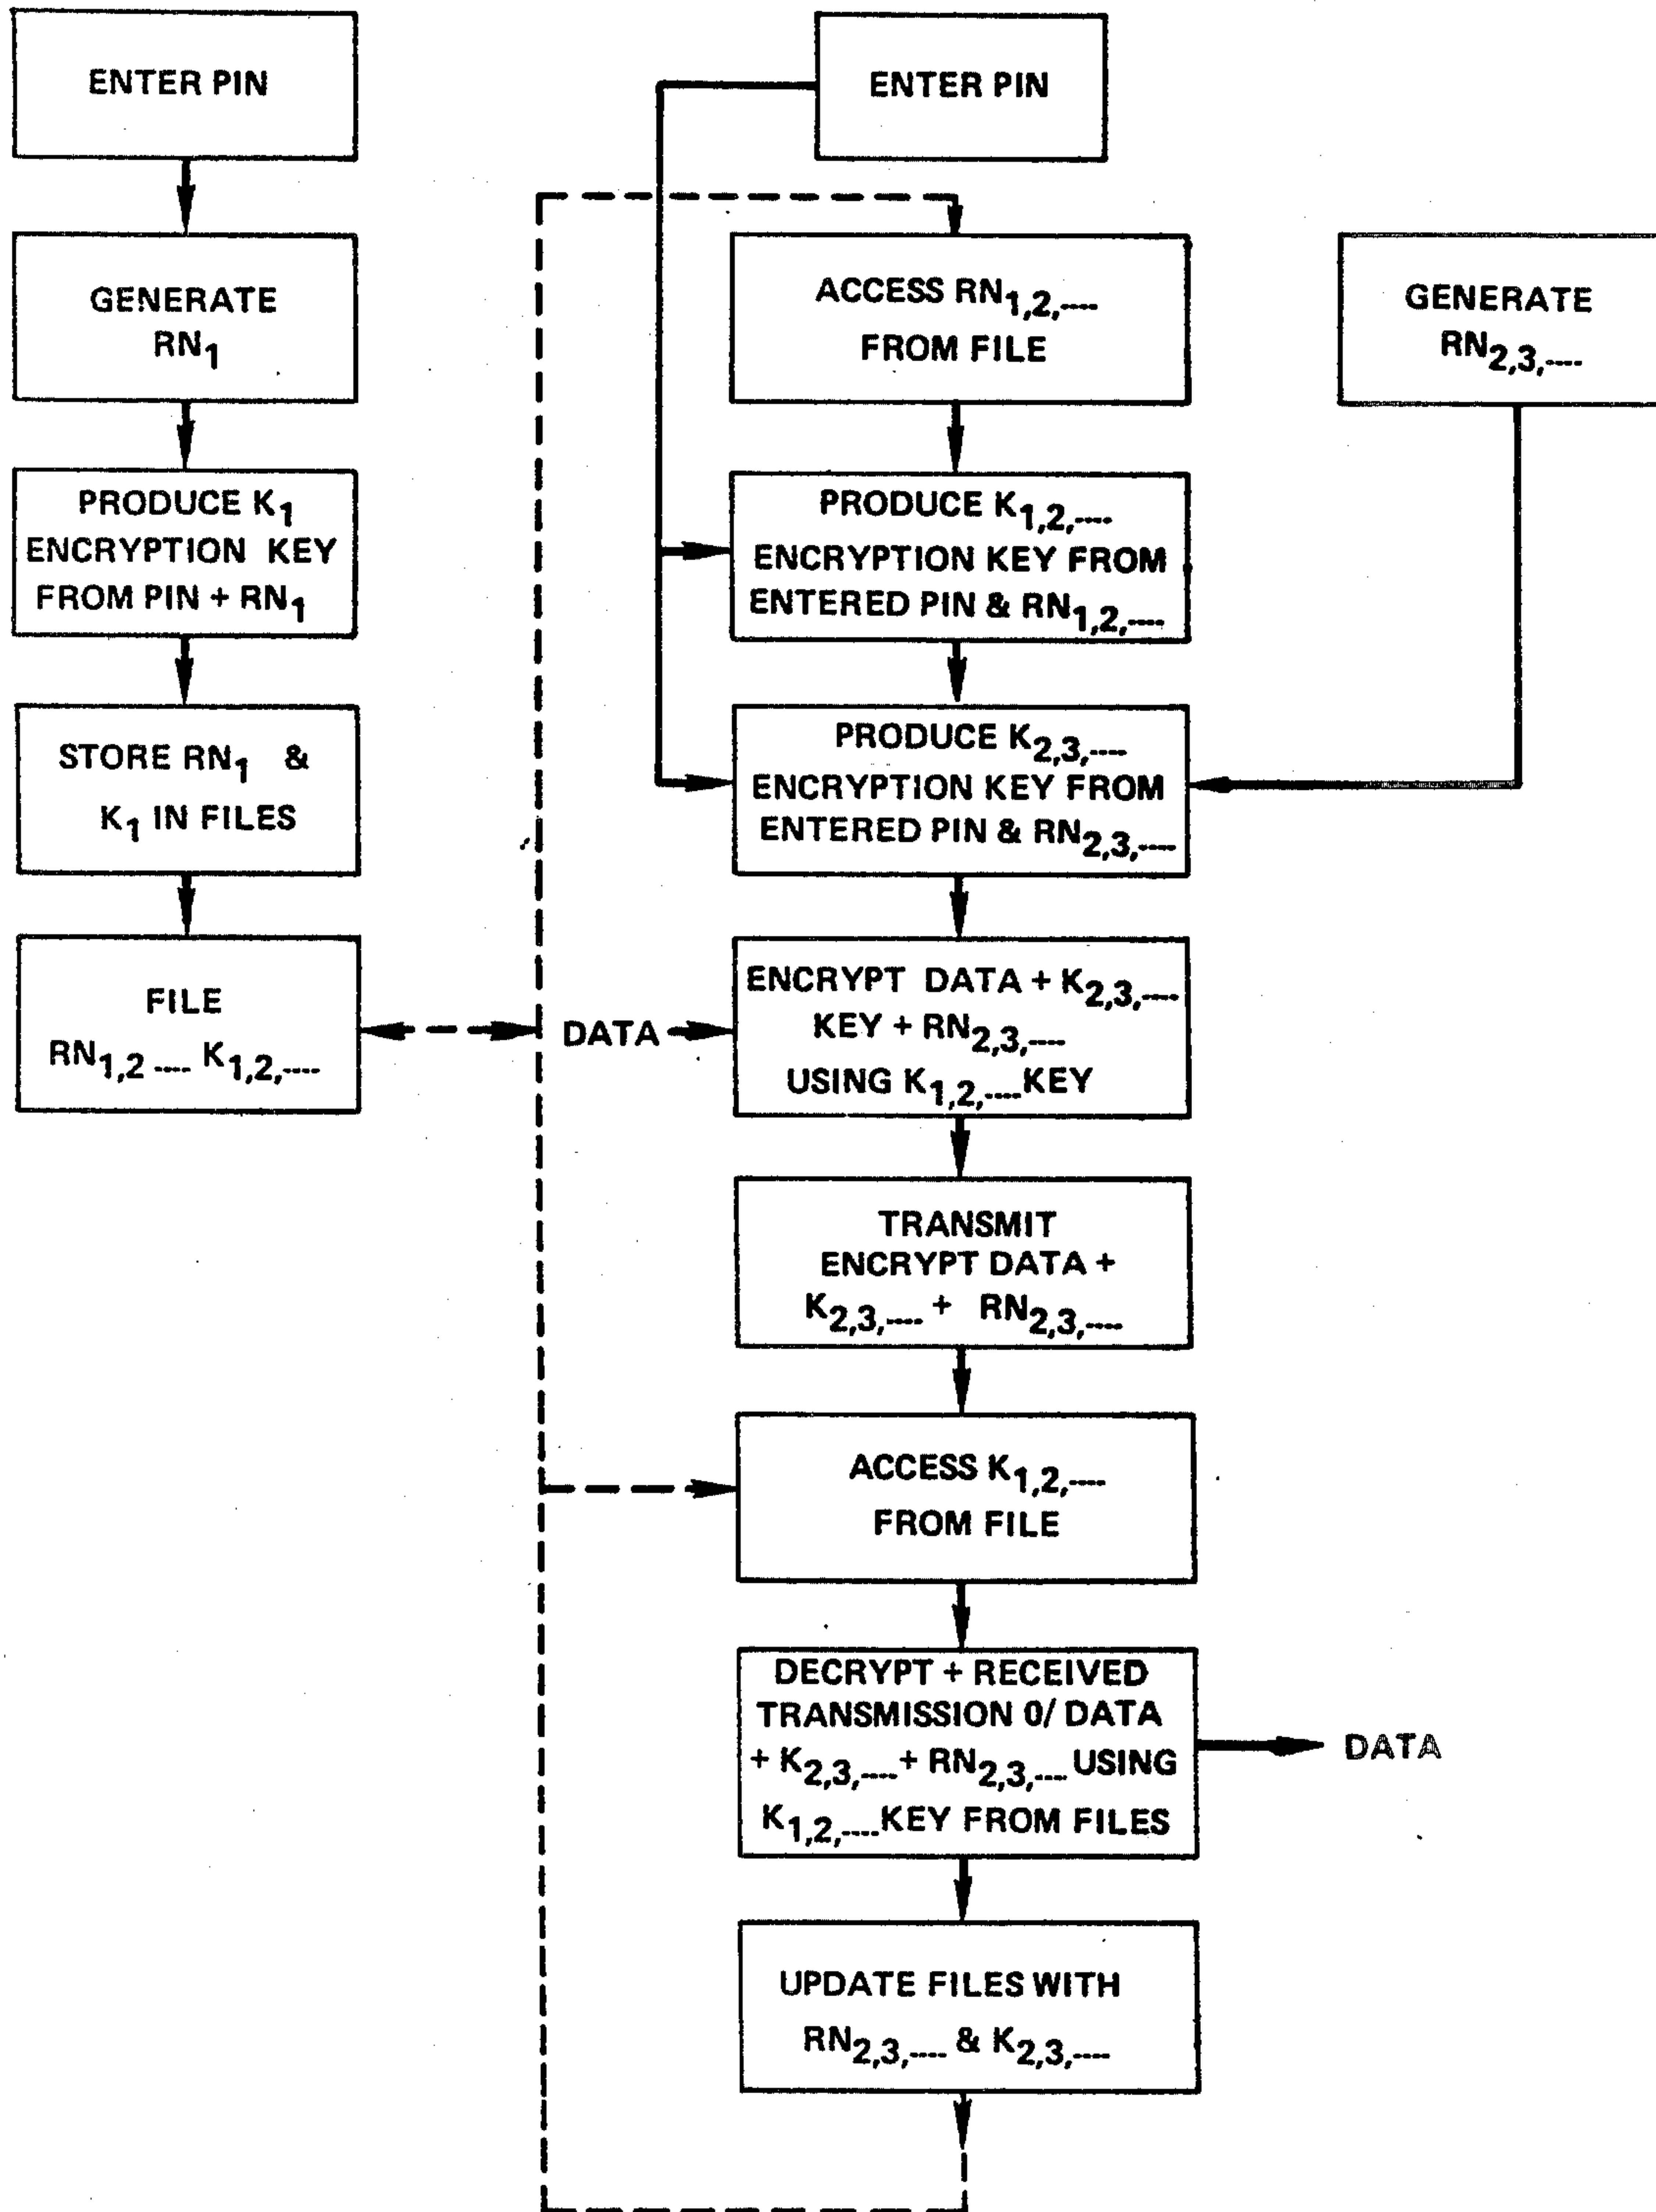 ENTER PIN
GENERATE
RN1
PRODUCE K1
ENCRYPTION KEY
FROM PIN + RN1
STORE RN1 &
K1 IN FILES
FILE
RN1,2 ---- K1,2,----
ENTER PIN
ACCESS RN1,2,----
FROM FILE
PRODUCE K1,2,----
ENCRYPTION KEY FROM
ENTERED PIN & RN1,2,----
GENERATE
RN2,3,----
PRODUCE K2,3,----
ENCRYPTION KEY FROM
ENTERED PIN & RN2,3,----
DATA
ENCRYPT DATA + K2,3,----
KEY + RN2,3,----
USING K1,2,----KEY
TRANSMIT
ENCRYPT DATA +
K2,3,---- + RN2,3,----
ACCESS K1,2,----
FROM FILE
DECRYPT + RECEIVED
TRANSMISSION 0/ DATA
+ K2,3,----+ RN2,3,---- USING
K1,2,----KEY FROM FILES
DATA
UPDATE FILES WITH
RN2,3,---- & K2,3,----